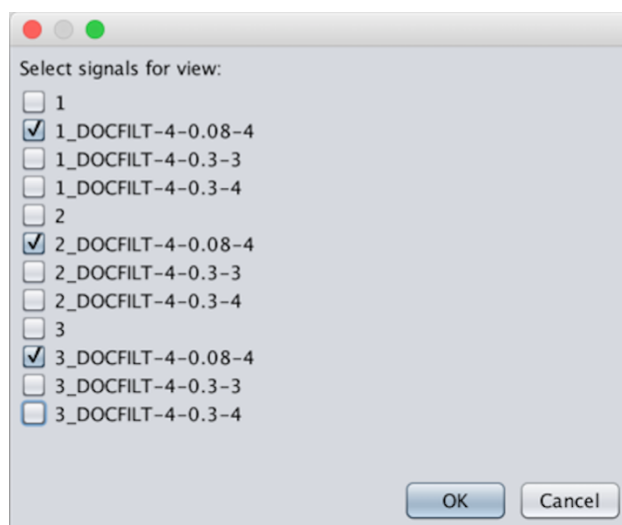 Select signals for view:
1
1_DOCFILT-4-0.08-4
1_DOCFILT-4-0.3-3
1_DOCFILT-4-0.3-4
2
2_DOCFILT-4-0.08-4
2_DOCFILT-4-0.3-3
2_DOCFILT-4-0.3-4
3
3_DOCFILT-4-0.08-4
3_DOCFILT-4-0.3-3
3_DOCFILT-4-0.3-4
OK Cancel